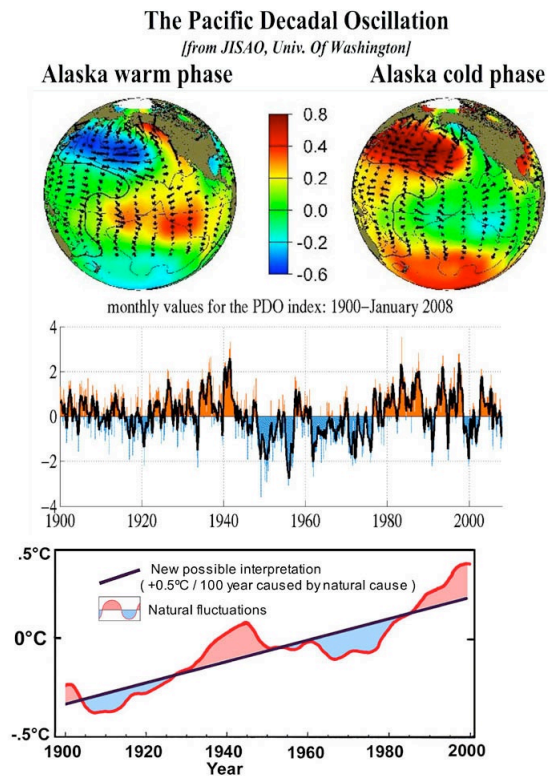 The Pacific Decadal Oscillation
[from JISAO, Univ. Of Washington]
Alaska warm phase
Alaska cold phase
0.8
0.4
0.2
0.0
-0.2
-0.6
monthly values for the PDO index: 1900–January 2008
4
2
0
−2
−4
1900 1920 1940 1960 1980 2000
.5°C
0°C
-.5°C
New possible interpretation
( +0.5ºC / 100 year caused by natural cause )
Natural fluctuations
1900 1920 1940 1960 1980 2000
Year